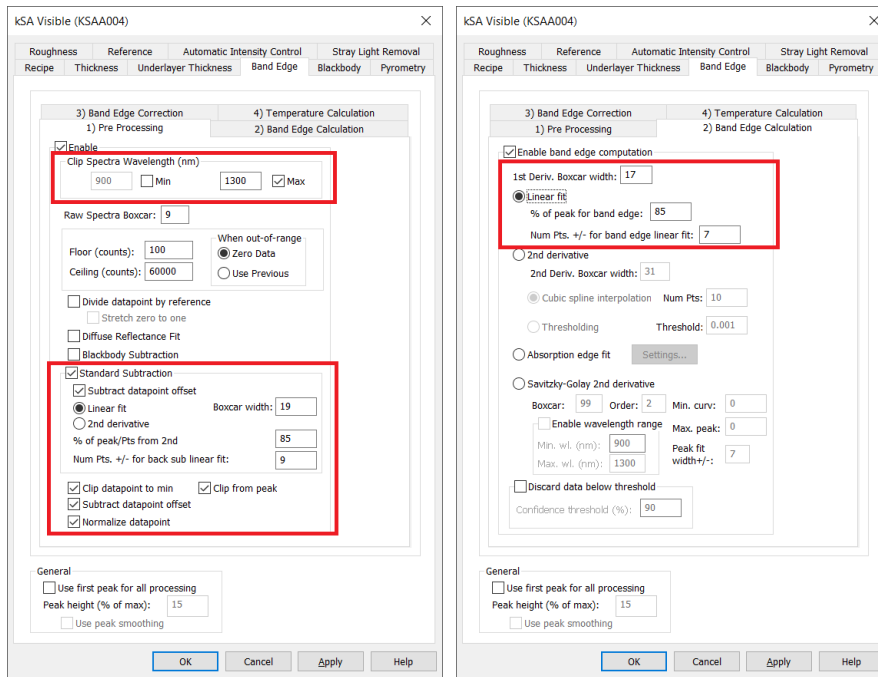 kSA Visible (KSAA004)
Roughness Reference Automatic Intensity Control Stray Light Removal
Recipe Thickness Underlayer Thickness Band Edge Blackbody Pyrometry
3) Band Edge Correction 4) Temperature Calculation
1) Pre Processing 2) Band Edge Calculation
Enable
Clip Spectra Wavelength (nm)
900 Min 1300 Max
Raw Spectra Boxcar: 9
When out-of-range
Floor (counts): 100 Zero Data
Ceiling (counts): 60000 Use Previous
Divide datapoint by reference
Stretch zero to one
Diffuse Reflectance Fit
Blackbody Subtraction
Standard Subtraction
Subtract datapoint offset
Linear fit Boxcar width: 19
2nd derivative
% of peak/Pts from 2nd 85
Num Pts. +/- for back sub linear fit: 9
Clip datapoint to min Clip from peak
Subtract datapoint offset
Normalize datapoint
General
Use first peak for all processing
Peak height (% of max): 15
Use peak smoothing
OK Cancel Apply Help
kSA Visible (KSAA004)
Roughness Reference Automatic Intensity Control Stray Light Removal
Recipe Thickness Underlayer Thickness Band Edge Blackbody Pyrometry
3) Band Edge Correction 4) Temperature Calculation
1) Pre Processing 2) Band Edge Calculation
Enable band edge computation
1st Deriv. Boxcar width: 17
Linear fit
% of peak for band edge: 85
Num Pts. +/- for band edge linear fit: 7
2nd derivative
2nd Deriv. Boxcar width: 31
Cubic spline interpolation Num Pts: 10
Thresholding Threshold: 0.001
Absorption edge fit Settings...
Savitzky-Golay 2nd derivative
Boxcar: 99 Order: 2 Min. curv: 0
Enable wavelength range Max. peak: 0
Min. wl. (nm): 900 Peak fit
Max. wl. (nm): 1300 width+/-: 7
Discard data below threshold
Confidence threshold (%): 90
General
Use first peak for all processing
Peak height (% of max): 15
Use peak smoothing
OK Cancel Apply Help